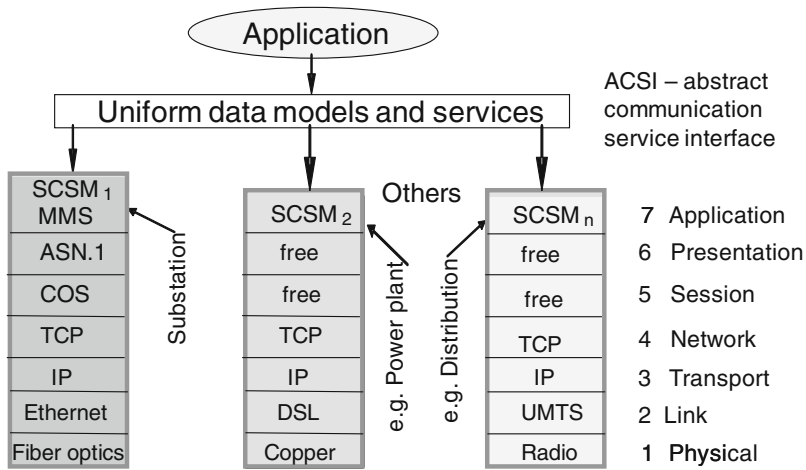 Application
Uniform data models and services
ACSI – abstract
communication
service interface
SCSM 1
MMS
ASN.1
COS
TCP
IP
Ethernet
Fiber optics
Substation
Others
SCSM 2
free
free
TCP
IP
DSL
Copper
e.g. Power plant
e.g. Distribution
SCSM n
free
free
TCP
IP
UMTS
Radio
7 Application
6 Presentation
5 Session
4 Network
3 Transport
2 Link
1 Physical